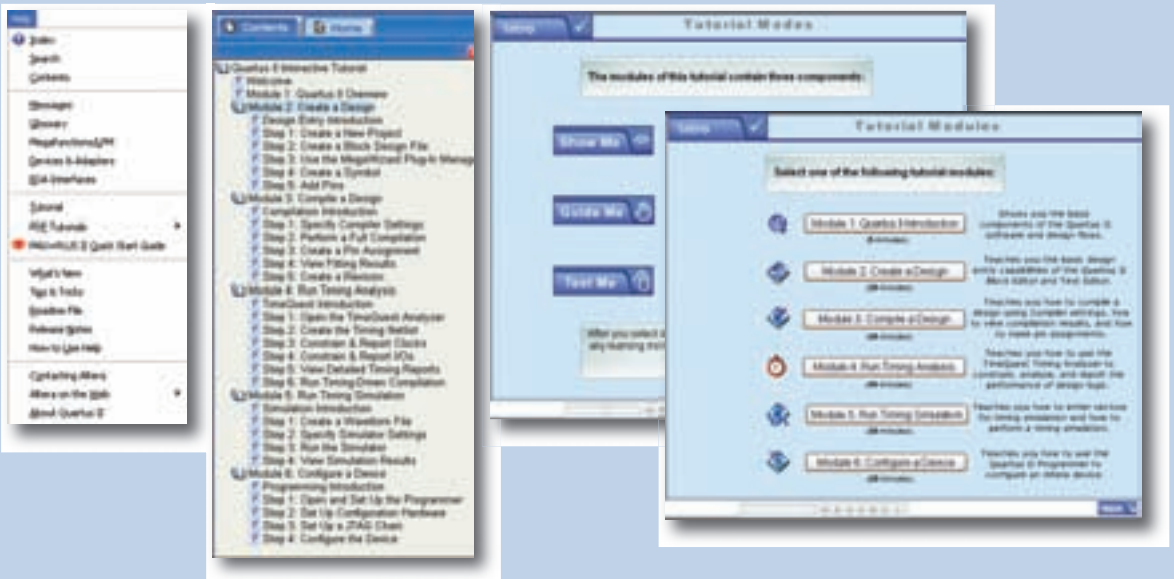 Help
Index
Search
Contents
Messages
Glossary
Megafunctions/LPM
Devices & Adapters
EDA Interfaces
Tutorial
PDF Tutorials
MAX+PLUS II Quick Start Guide
What's New
Tips & Tricks
Readme File
Release Notes
How to Use Help
Contacting Altera
Altera on the Web
About Quartus II
Contents
Home
Quartus II Interactive Tutorial
Welcome
Module 1: Quartus II Overview
Module 2: Create a Design
Design Entry Introduction
Step 1: Create a New Project
Step 2: Create a Block Design File
Step 3: Use the MegaWizard Plug-In Manag
Step 4: Create a Symbol
Step 5: Add Pins
Module 3: Compile a Design
Compilation Introduction
Step 1: Specify Compiler Settings
Step 2: Perform a Full Compilation
Step 3: Create a Pin Assignment
Step 4: View Fitting Results
Step 5: Create a Revision
Module 4: Run Timing Analysis
TimeQuest Introduction
Step 1: Open the TimeQuest Analyzer
Step 2: Create the Timing Netlist
Step 3: Constrain & Report Clocks
Step 4: Constrain & Report I/Os
Step 5: View Detailed Timing Reports
Step 6: Run Timing-Driven Compilation
Module 5: Run Timing Simulation
Simulation Introduction
Step 1: Create a Waveform File
Step 2: Specify Simulator Settings
Step 3: Run the Simulator
Step 4: View Simulation Results
Module 6: Configure a Device
Programming Introduction
Step 1: Open and Set Up the Programmer
Step 2: Set Up Configuration Hardware
Step 3: Set Up a JTAG Chain
Step 4: Configure the Device
Intro
Tutorial Modes
The modules of this tutorial contain three components:
Show Me
Guide Me
Test Me
After you select a
any learning mo
Intro
Tutorial Modules
Select one of the following tutorial modules:
Module 1: Quartus II Introduction
Shows you the basic
components of the Quartus II
software and design flows.
Module 2: Create a Design
Teaches you the basic design
entry capabilities of the Quartus II
Block Editor and Text Editor.
Module 3: Compile a Design
Teaches you how to compile a
design using Compiler settings, how
to view compilation results, and how
to make pin assignments.
Module 4: Run Timing Analysis
Teaches you how to use the
TimeQuest Timing Analyzer to
constrain, analyze, and report the
performance of design logic.
Module 5: Run Timing Simulation
Teaches you how to enter vectors
for timing simulation and how to
perform a timing simulation.
Module 6: Configure a Device
Teaches you how to use the
Quartus II Programmer to
configure an Altera device.